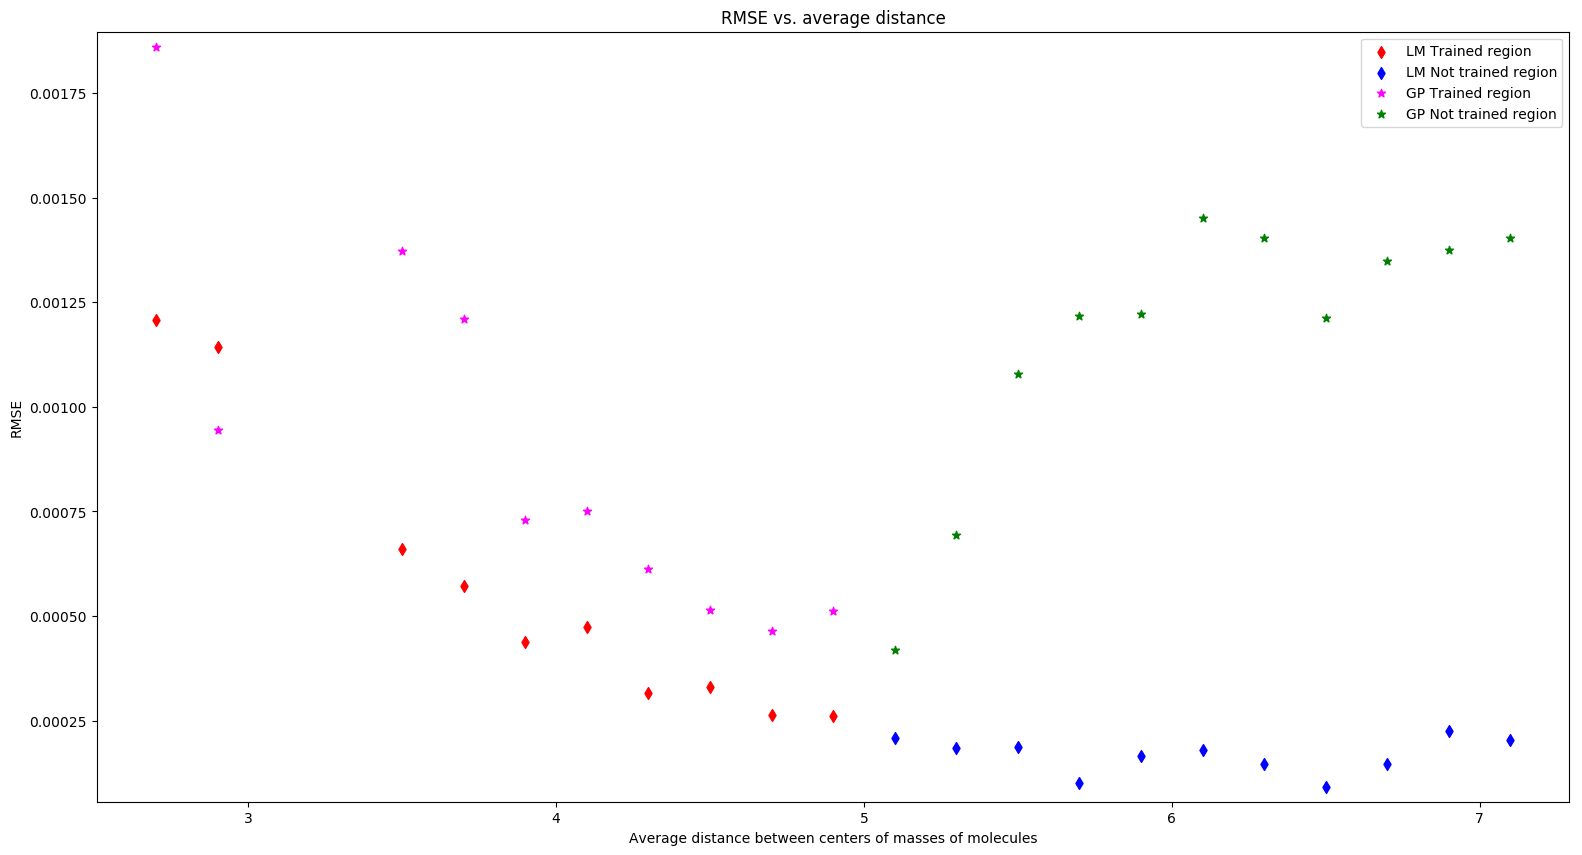 RMSE vs. average distance
LM Trained region
LM Not trained region
GP Trained region
GP Not trained region
0.00175
0.00150
0.00125
0.00100
0.00075
0.00050
0.00025
RMSE
3 4 5 6 7
Average distance between centers of masses of molecules